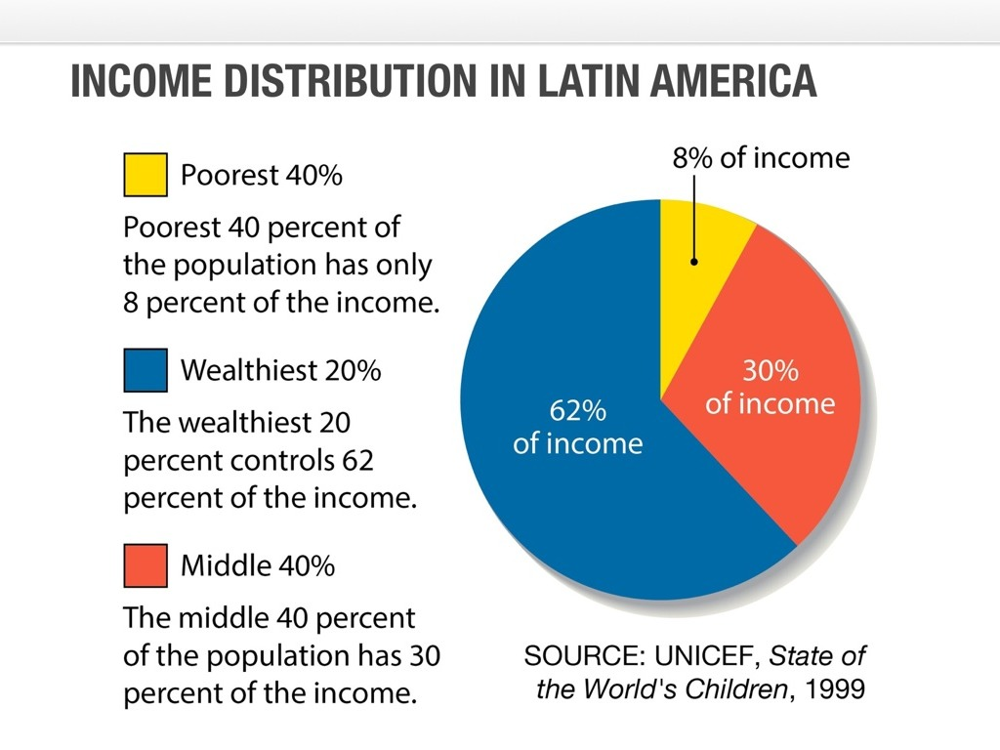 INCOME DISTRIBUTION IN LATIN AMERICA
Poorest 40%
Poorest 40 percent of
the population has only
8 percent of the income.
Wealthiest 20%
The wealthiest 20
percent controls 62
percent of the income.
Middle 40%
The middle 40 percent
of the population has 30
percent of the income.
8% of income
30%
of income
62%
of income
SOURCE: UNICEF, State of
the World's Children, 1999